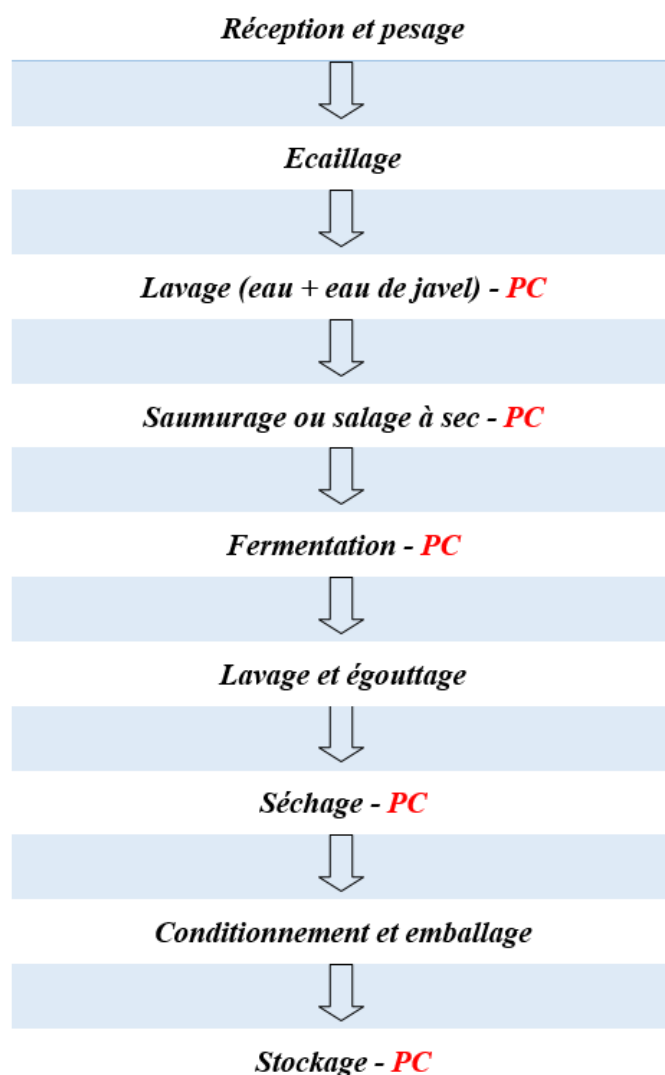 Réception et pesage
Ecaillage
Lavage (eau + eau de javel) - PC
Saumurage ou salage à sec - PC
Fermentation - PC
Lavage et égouttage
Séchage - PC
Conditionnement et emballage
Stockage - PC